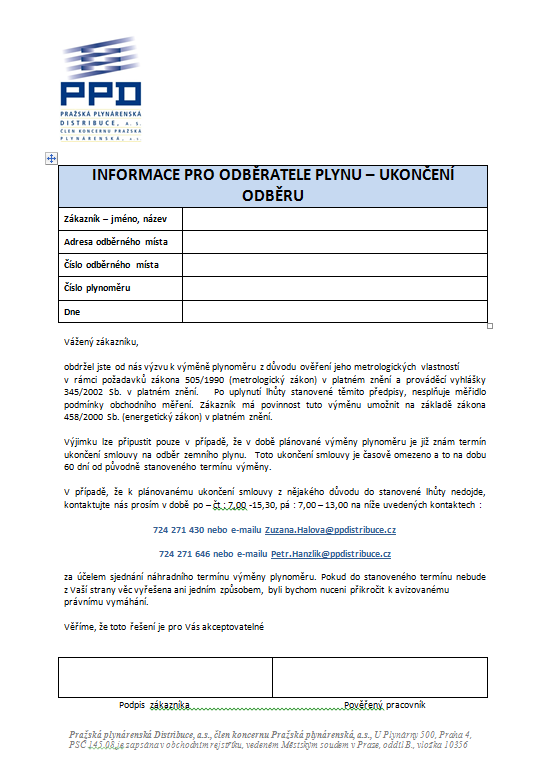 PPD
PRAŽSKÁ PLYNÁRENSKÁ
DISTRIBUCE, a. s.
ČLEN KONCERNU PRAŽSKÁ
PLYNÁRENSKÁ, a. s.
INFORMACE PRO ODBĚRATELE PLYNU – UKONČENÍ
ODBĚRU
Zákazník – jméno, název
Adresa odběrného místa
Číslo odběrného místa
Číslo plynoměru
Dne
Vážený zákazníku,
obdržel jste od nás výzvu k výměně plynoměru z důvodu ověření jeho metrologických vlastností
v rámci požadavků zákona 505/1990 (metrologický zákon) v platném znění a prováděcí vyhlášky
345/2002 Sb. v platném znění. Po uplynutí lhůty stanovené těmito předpisy, nesplňuje měřidlo
podmínky obchodního měření. Zákazník má povinnost tuto výměnu umožnit na základě zákona
458/2000 Sb. (energetický zákon) v platném znění.
Výjimku lze připustit pouze v případě, že v době plánované výměny plynoměru je již znám termín
ukončení smlouvy na odběr zemního plynu. Toto ukončení smlouvy je časově omezeno a to na dobu
60 dní od původně stanoveného termínu výměny.
V případě, že k plánovanému ukončení smlouvy z nějakého důvodu do stanovené lhůty nedojde,
kontaktujte nás prosím v době po – čt : 7,00 -15,30, pá : 7,00 – 13,00 na níže uvedených kontaktech :
724 271 430 nebo e-mailu Zuzana.Halova@ppdistribuce.cz
724 271 646 nebo e-mailu Petr.Hanzlik@ppdistribuce.cz
za účelem sjednání náhradního termínu výměny plynoměru. Pokud do stanoveného termínu nebude
z Vaší strany věc vyřešena ani jedním způsobem, byli bychom nuceni přikročit k avizovanému
právnímu vymáhání.
Věříme, že toto řešení je pro Vás akceptovatelné
Podpis zákazníka Pověřený pracovník
Pražská plynárenská Distribuce, a.s., člen koncernu Pražská plynárenská, a.s., U Plynárny 500, Praha 4,
PSČ 145 08 je zapsána v obchodním rejstříku, vedeném Městským soudem v Praze, oddíl B., vložka 10356